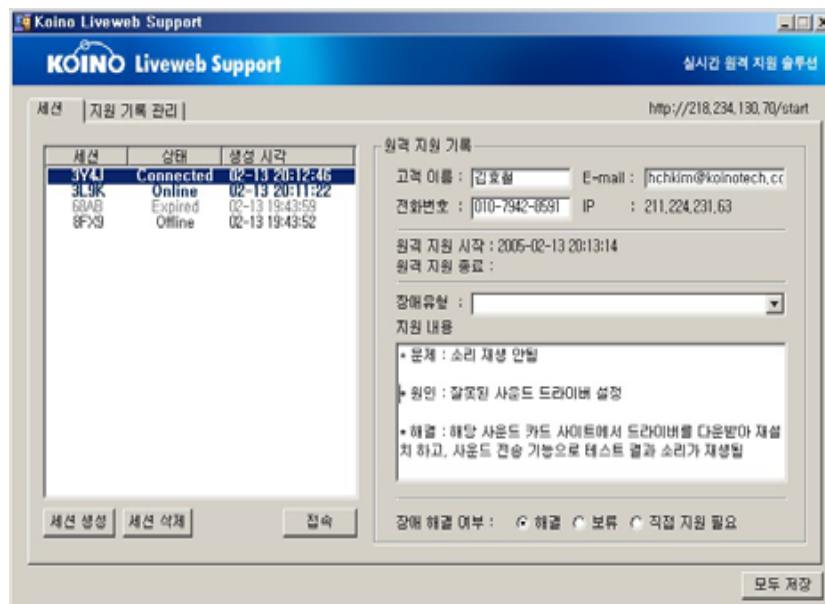 Koino Liveweb Support
KOINO Liveweb Support
실시간 원격 지원 솔루션
세션 지원 기록 관리
http://218.234.130.70/start
세션 상태 생성 시각
3Y4J Connected 02-13 20:12:46
3L9K Online 02-13 20:11:22
68AB Expired 02-13 19:43:59
8FX9 Offline 02-13 19:43:52
세션 생성 세션 삭제 접속
원격 지원 기록
고객 이름 : 김효철 E-mail : hchkim@koinotech.cc
전화번호 : 010-7942-8591 IP : 211.224.231.63
원격 지원 시작 : 2005-02-13 20:13:14
원격 지원 종료 :
장애유형 :
지원 내용
• 문제 : 소리 재생 안됨
• 원인 : 잘못된 사운드 드라이버 설정
• 해결 : 해당 사운드 카드 사이트에서 드라이버를 다운받아 재설
치 하고, 사운드 전송 기능으로 테스트 결과 소리가 재생됨
장애 해결 여부 : 해결 보류 직접 지원 필요
모두 저장